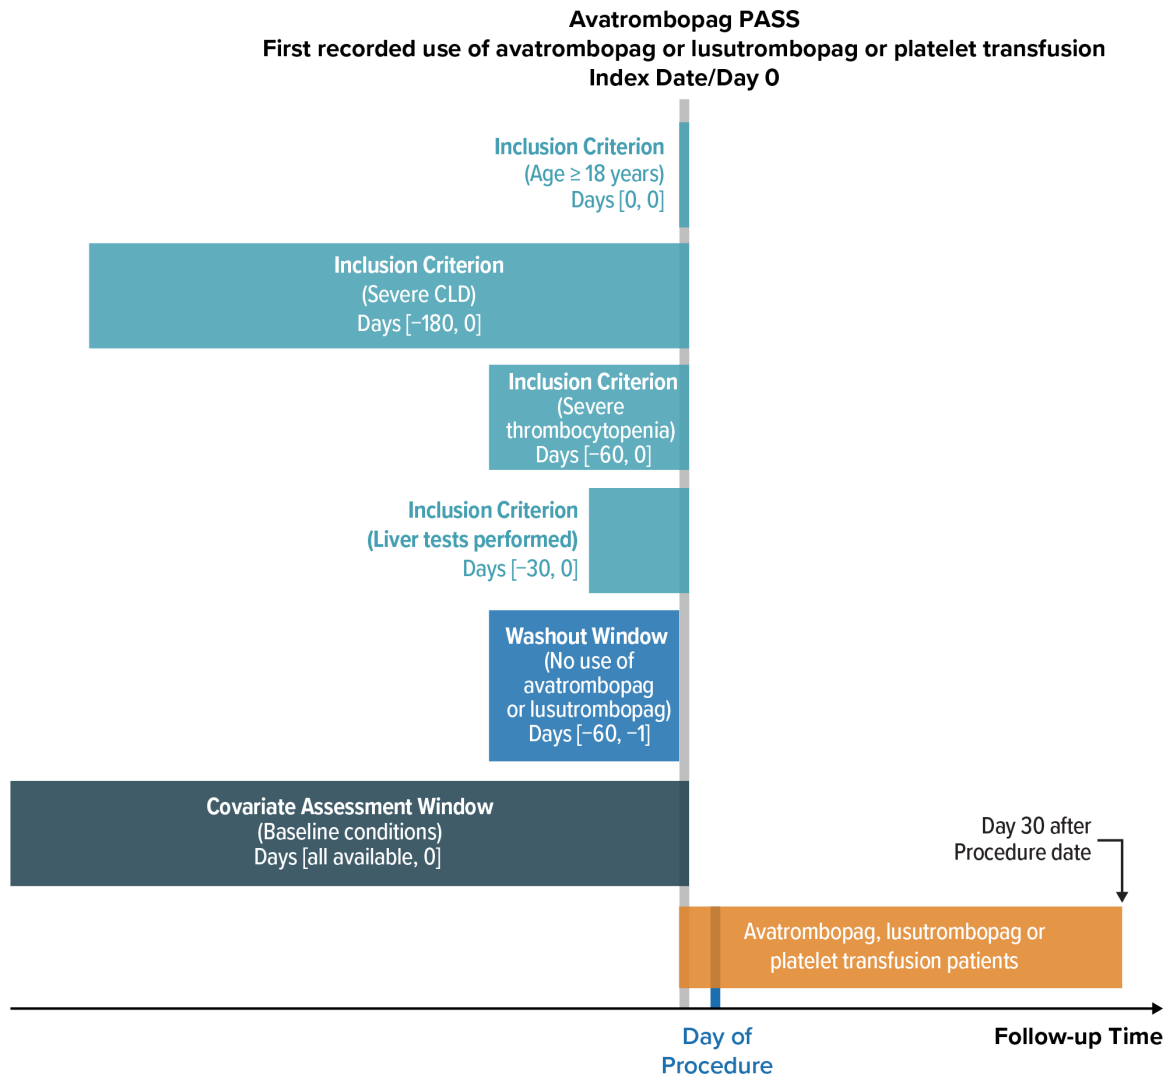 Avatrombopag PASS
First recorded use of avatrombopag or lusutrombopag or platelet transfusion
Index Date/Day 0
Inclusion Criterion
(Age ≥ 18 years)
Days [0, 0]
Inclusion Criterion
(Severe CLD)
Days [−180, 0]
Inclusion Criterion
(Severe
thrombocytopenia)
Days [−60, 0]
Inclusion Criterion
(Liver tests performed)
Days [−30, 0]
Washout Window
(No use of
avatrombopag
or lusutrombopag)
Days [−60, −1]
Covariate Assessment Window
(Baseline conditions)
Days [all available, 0]
Day 30 after
Procedure date
Avatrombopag, lusutrombopag or
platelet transfusion patients
Day of
Procedure
Follow-up Time